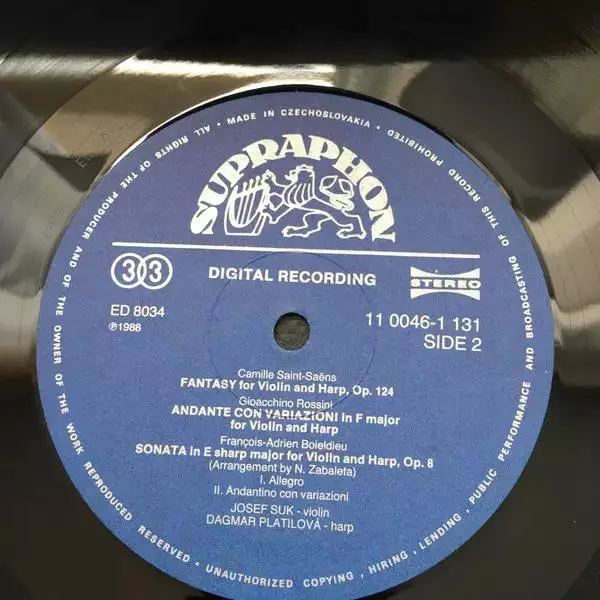 ALL RIGHTS OF THE PRODUCER AND OF THE OWNER OF THE WORK REPRODUCED RESERVED • UNAUTHORIZED COPYING, HIRING, LENDING, PUBLIC PERFORMANCE AND BROADCASTING OF THIS RECORD PROHIBITED • MADE IN CZECHOSLOVAKIA •
SUPRAPHON
33
DIGITAL RECORDING
STEREO
ED 8034
11 0046-1 131
℗1988
SIDE 2
Camille Saint-Saëns
FANTASY for Violin and Harp, Op. 124
Gioacchino Rossini
ANDANTE CON VARIAZIONI in F major
for Violin and Harp
François-Adrien Boieldieu
SONATA in E sharp major for Violin and Harp, Op. 8
(Arrangement by N. Zabaleta)
I. Allegro
II. Andantino con variazioni
JOSEF SUK - violin
DAGMAR PLATILOVÁ - harp